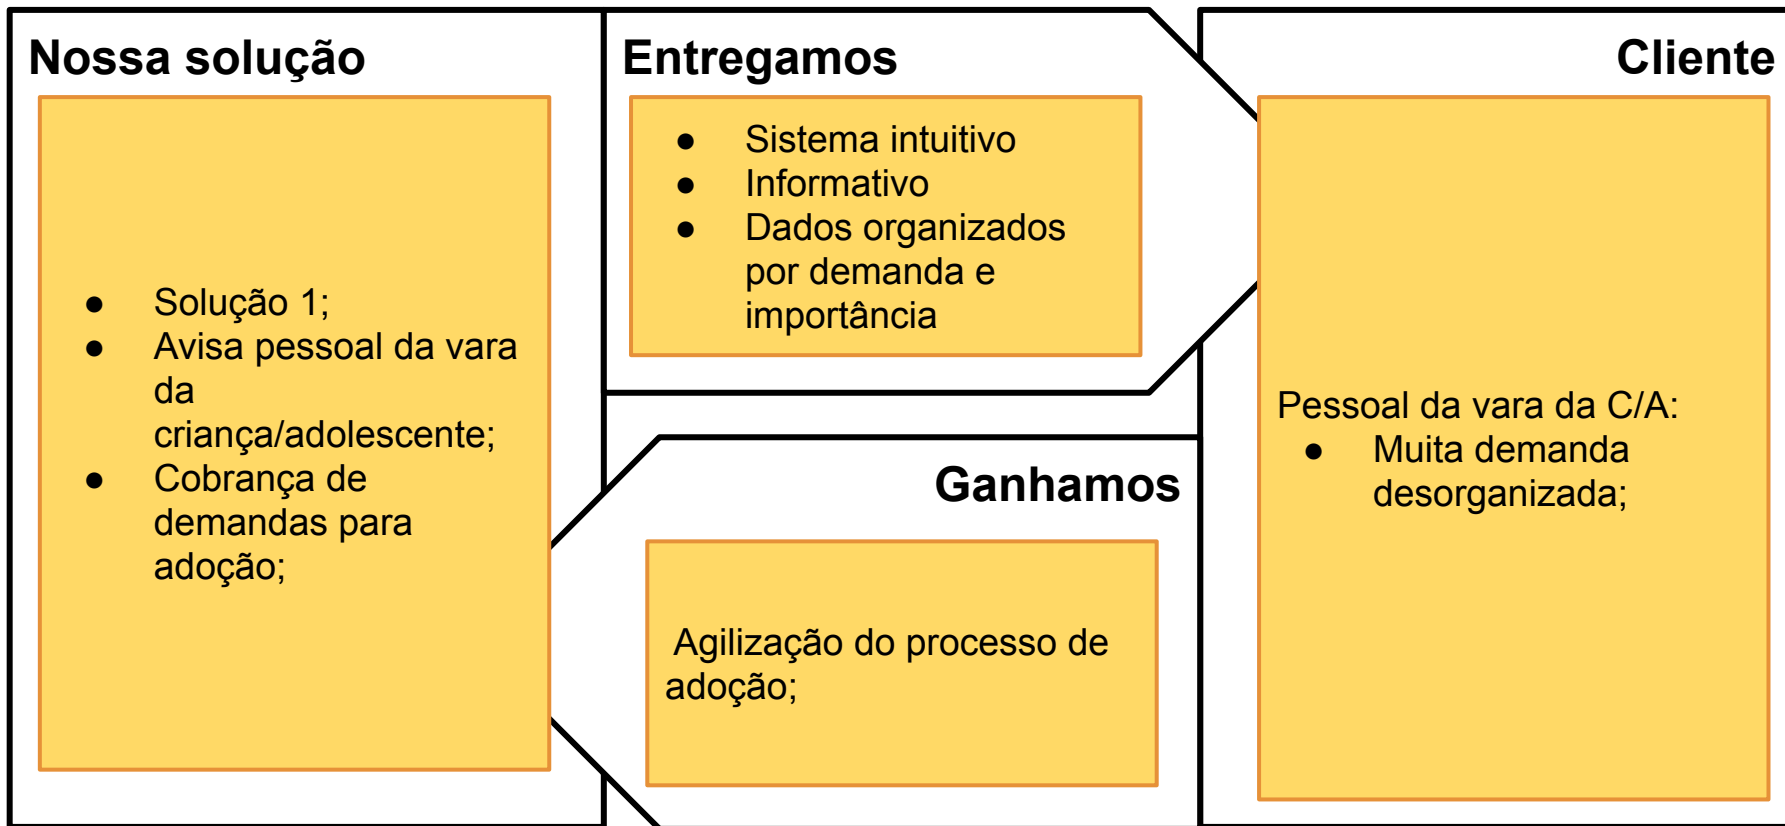 Nossa solução
● Solução 1;
● Avisa pessoal da vara
da
criança/adolescente;
● Cobrança de
demandas para
adoção;
Entregamos
● Sistema intuitivo
● Informativo
● Dados organizados
por demanda e
importância
Ganhamos
Agilização do processo de
adoção;
Cliente
Pessoal da vara da C/A:
● Muita demanda
desorganizada;